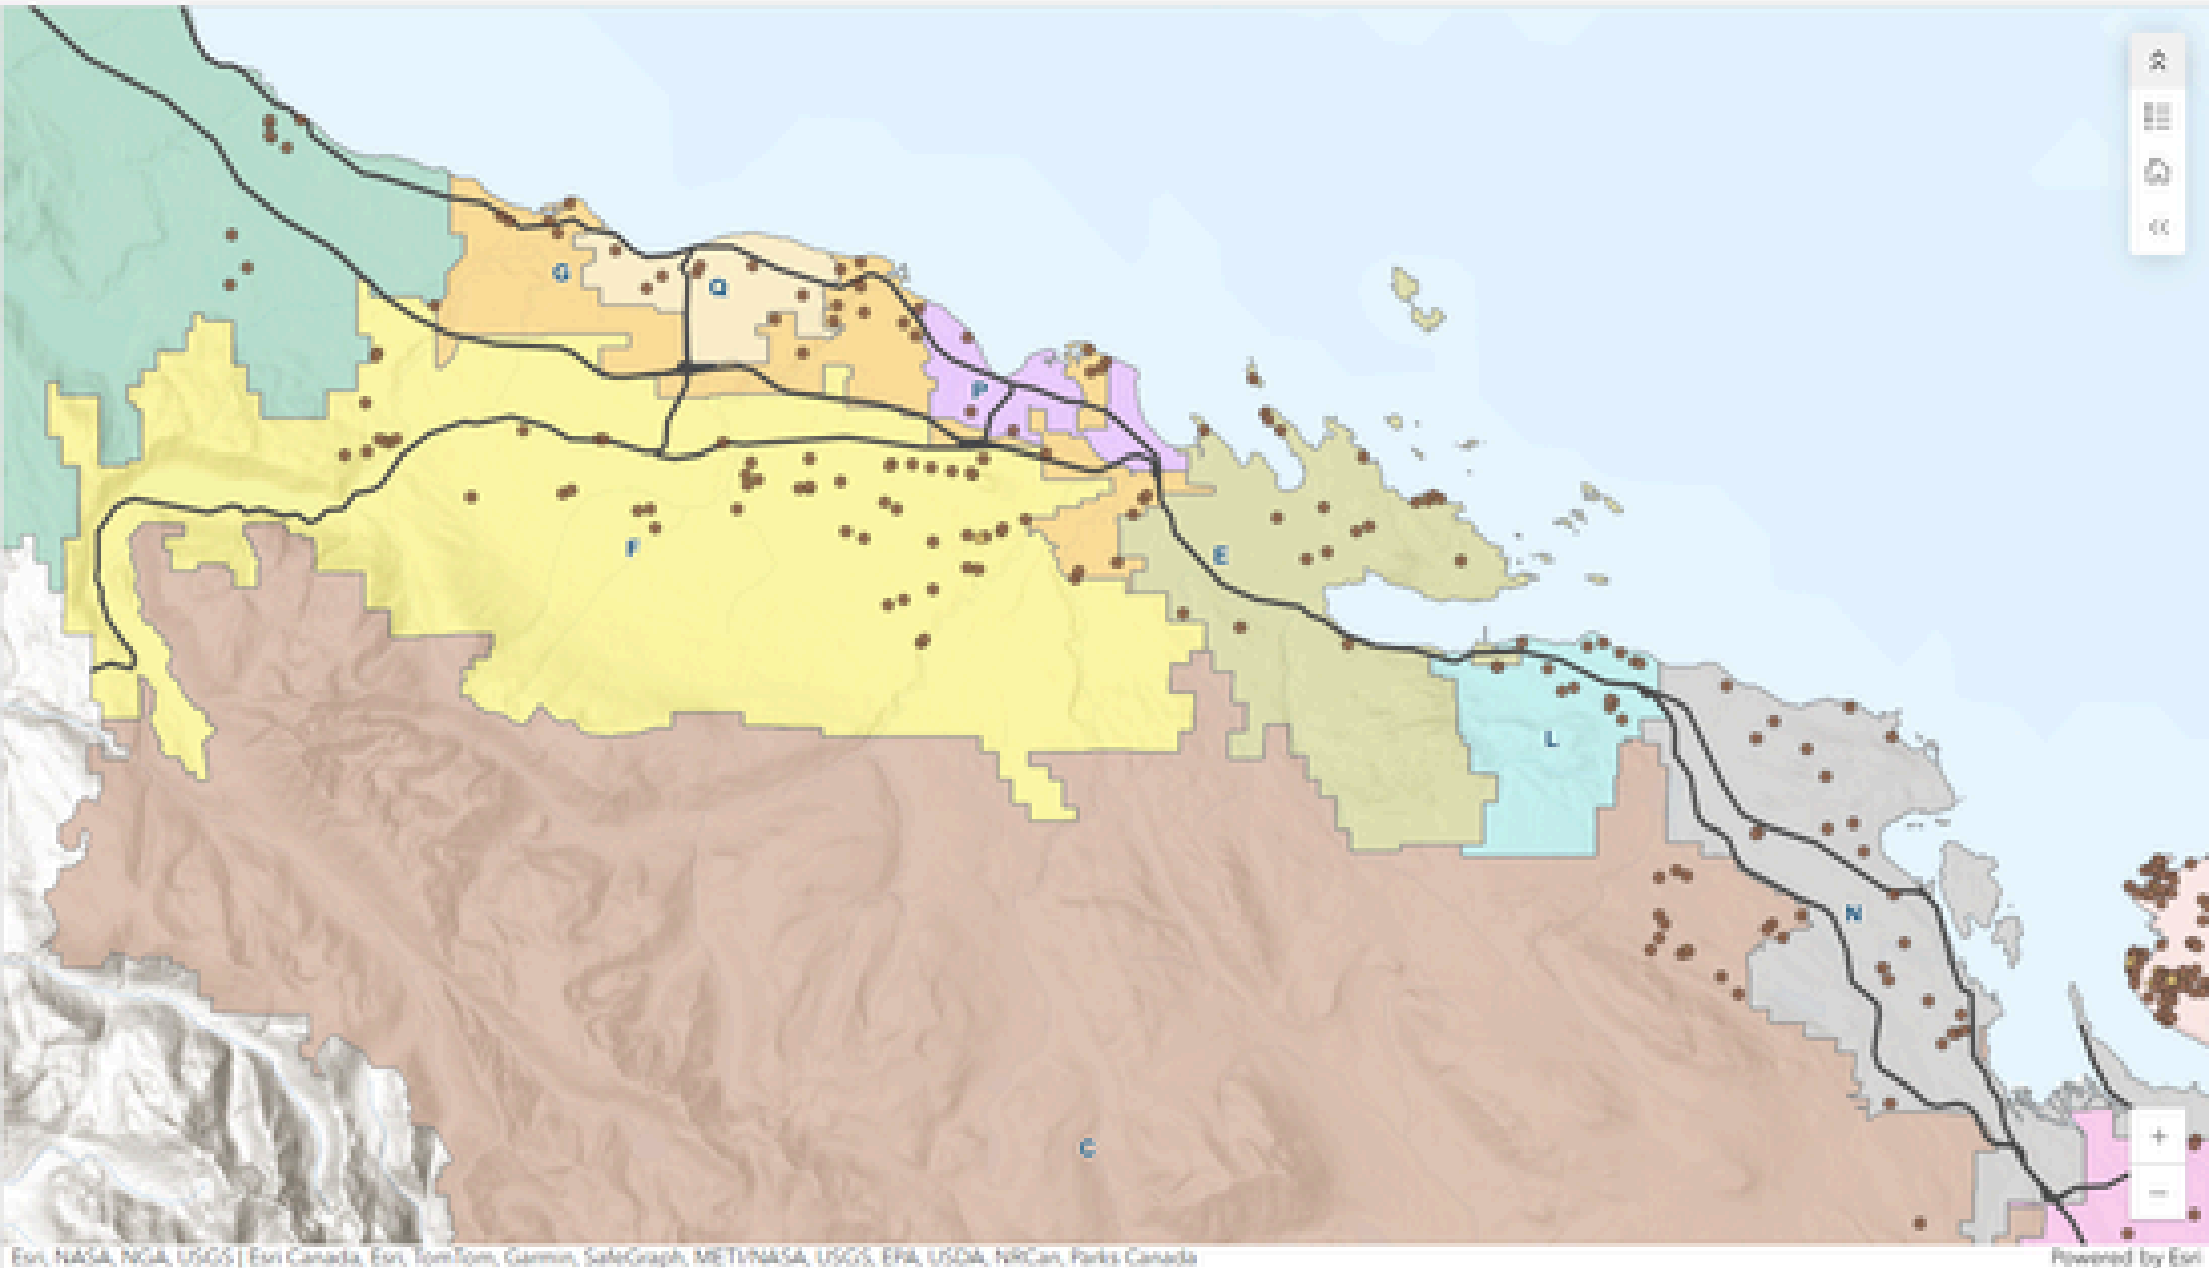 G
Q
P
F
E
L
N
C
+
−
Esri, NASA, NGA, USGS | Esri Canada, Esri, TomTom, Garmin, SafeGraph, METI/NASA, USGS, EPA, USDA, NRCan, Parks Canada
Powered by Esri